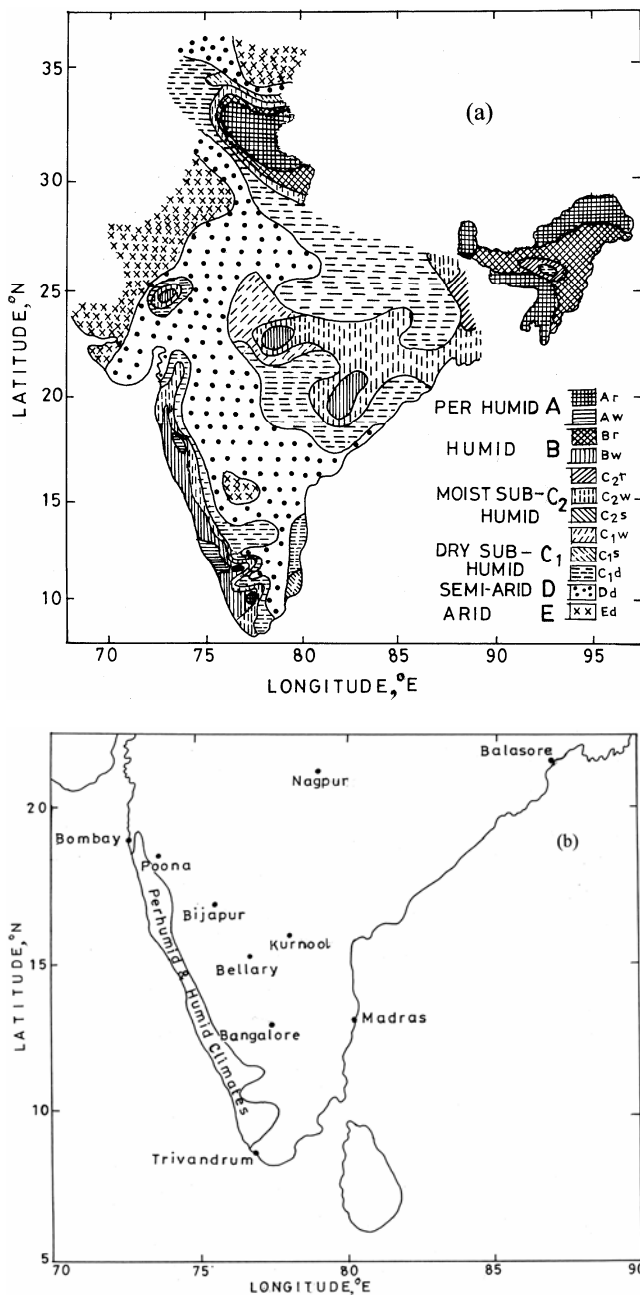 35
(a)
30
25
20
15
10
LATITUDE, °N
PER HUMID A
HUMID B
MOIST SUB- C2
HUMID
DRY SUB- C1
HUMID
SEMI-ARID D
ARID E
Ar
Aw
Br
Bw
C2r
C2w
C2s
C1w
C1s
C1d
Dd
Ed
70 75 80 85 90 95
LONGITUDE, °E
Balasore
Nagpur
20
(b)
Bombay
Poona
Bijapur
Kurnool
15
Bellary
Perhumid & Humid Climates
Bangalore
Madras
10
Trivandrum
5
LATITUDE, °N
70 75 80 85 90
LONGITUDE, °E